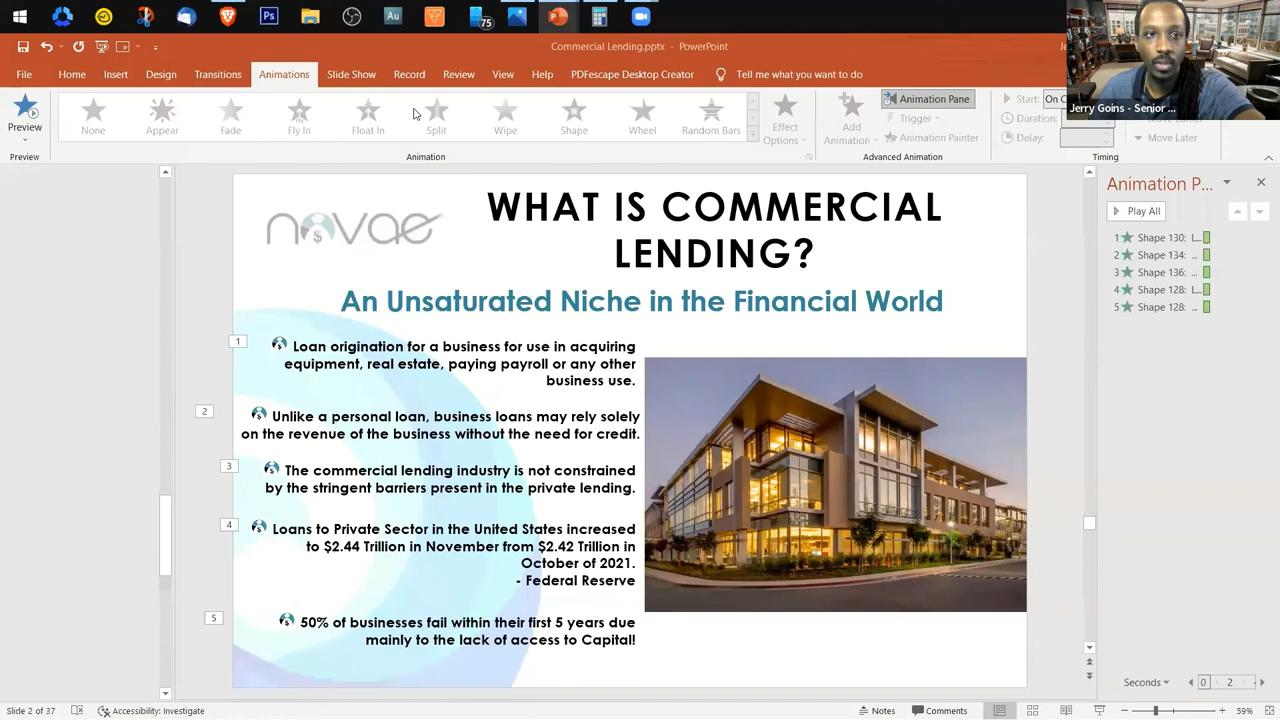 75
Commercial Lending.pptx - PowerPoint
File Home Insert Design Transitions Animations Slide Show Record Review View Help PDFescape Desktop Creator Tell me what you want to do
Jerry Goins - Senior ...
Preview
None Appear Fade Fly In Float In Split Wipe Shape Wheel Random Bars
Effect
Options
Add
Animation
Animation Pane
Trigger
Animation Painter
Start: On C
Duration:
Delay:
Move Later
Preview Animation Advanced Animation Timing
novae
$
WHAT IS COMMERCIAL
LENDING?
An Unsaturated Niche in the Financial World
1
Loan origination for a business for use in acquiring
equipment, real estate, paying payroll or any other
business use.
2
Unlike a personal loan, business loans may rely solely
on the revenue of the business without the need for credit.
3
The commercial lending industry is not constrained
by the stringent barriers present in the private lending.
4
Loans to Private Sector in the United States increased
to $2.44 Trillion in November from $2.42 Trillion in
October of 2021.
- Federal Reserve
5
50% of businesses fail within their first 5 years due
mainly to the lack of access to Capital!
Animation P...
Play All
1 Shape 130: L...
2 Shape 134: ...
3 Shape 136: ...
4 Shape 128: L...
5 Shape 128: ...
Seconds 0 2
Slide 2 of 37 Accessibility: Investigate Notes Comments 59%